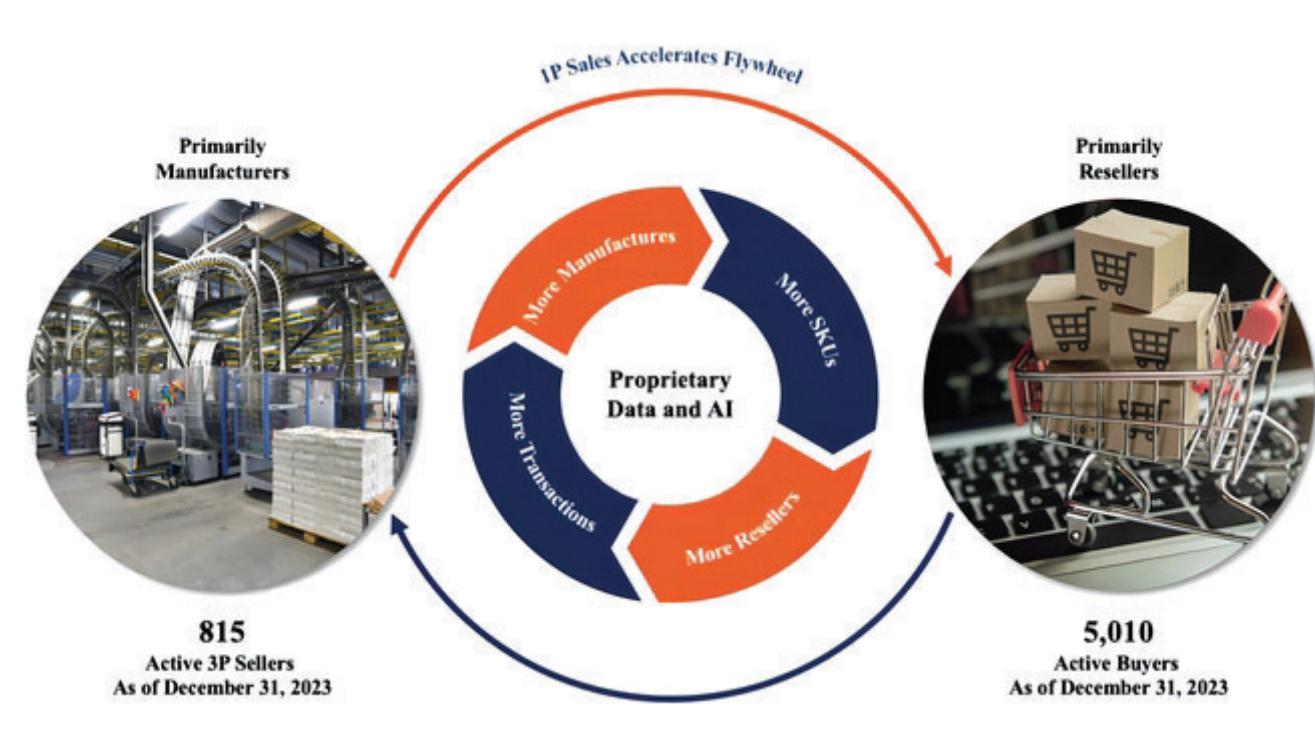 1P Sales Accelerates Flywheel
Primarily
Manufacturers
Primarily
Resellers
More Manufactures
More SKUs
Proprietary
Data and AI
More Transactions
More Resellers
815
Active 3P Sellers
As of December 31, 2023
5,010
Active Buyers
As of December 31, 2023